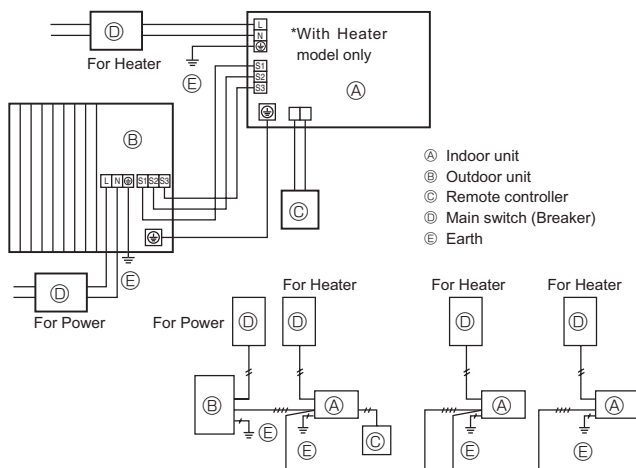 Ⓓ
For Heater
L
N
Ⓔ
*With Heater
model only
S1
S2
S3
Ⓐ
Ⓑ
L N S1 S2 S3
Ⓒ
Ⓔ
Ⓓ
For Power
Ⓐ Indoor unit
Ⓑ Outdoor unit
Ⓒ Remote controller
Ⓓ Main switch (Breaker)
Ⓔ Earth
For Heater
For Power
Ⓓ
Ⓓ
Ⓑ
Ⓐ
Ⓔ
Ⓔ
Ⓒ
For Heater
Ⓓ
Ⓐ
Ⓔ
For Heater
Ⓓ
Ⓐ
Ⓔ